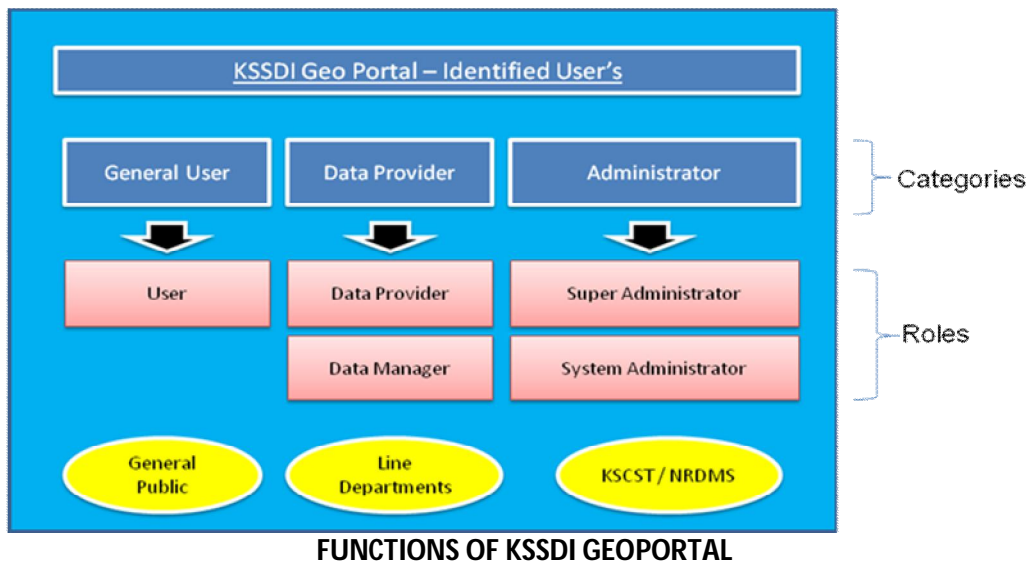 KSSDI Geo Portal – Identified User's
General User
Data Provider
Administrator
Categories
User
Data Provider
Super Administrator
Data Manager
System Administrator
Roles
General
Public
Line
Departments
KSCST / NRDMS
FUNCTIONS OF KSSDI GEOPORTAL